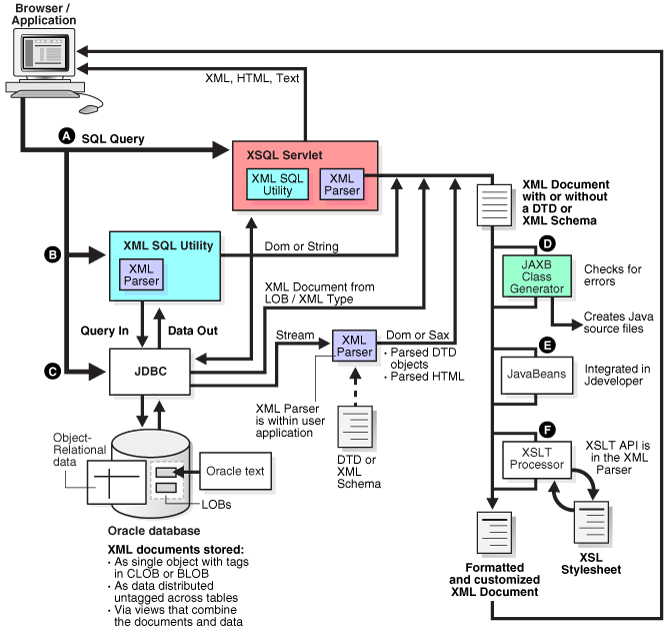 Browser /
Application
XML, HTML, Text
A
SQL Query
XSQL Servlet
XML SQL
Utility
XML
Parser
XML Document
with or without
a DTD or
XML Schema
B
XML SQL Utility
XML
Parser
Dom or String
D
JAXB
Class
Generator
Checks for
errors
XML Document from
LOB / XML Type
Creates Java
source files
Query In
Data Out
Stream
XML
Parser
Dom or Sax
· Parsed DTD
objects
· Parsed HTML
C
JDBC
E
JavaBeans
Integrated in
Jdeveloper
XML Parser
is within user
application
F
XSLT
Processor
XSLT API is
in the XML
Parser
Object-
Relational
data
Oracle text
LOBs
DTD or
XML
Schema
Oracle database
XML documents stored:
· As single object with tags
in CLOB or BLOB
· As data distributed
untagged across tables
· Via views that combine
the documents and data
Formatted
and customized
XML Document
XSL
Stylesheet